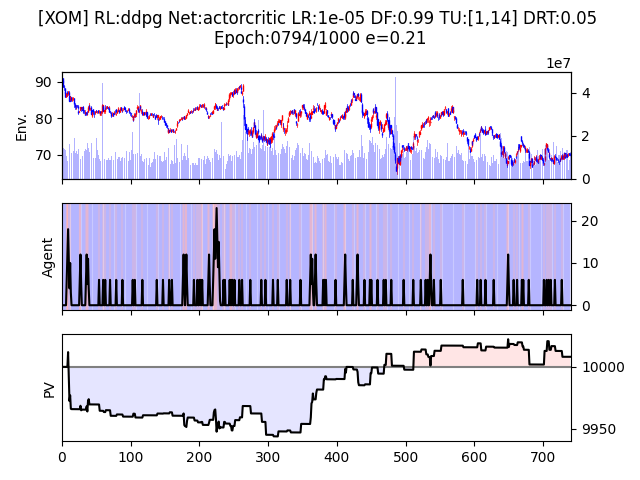 [XOM] RL:ddpg Net:actorcritic LR:1e-05 DF:0.99 TU:[1,14] DRT:0.05
Epoch:0794/1000 e=0.21
1e7
90
80
70
Env.
4
2
0
Agent
20
10
0
PV
10000
9950
0 100 200 300 400 500 600 700